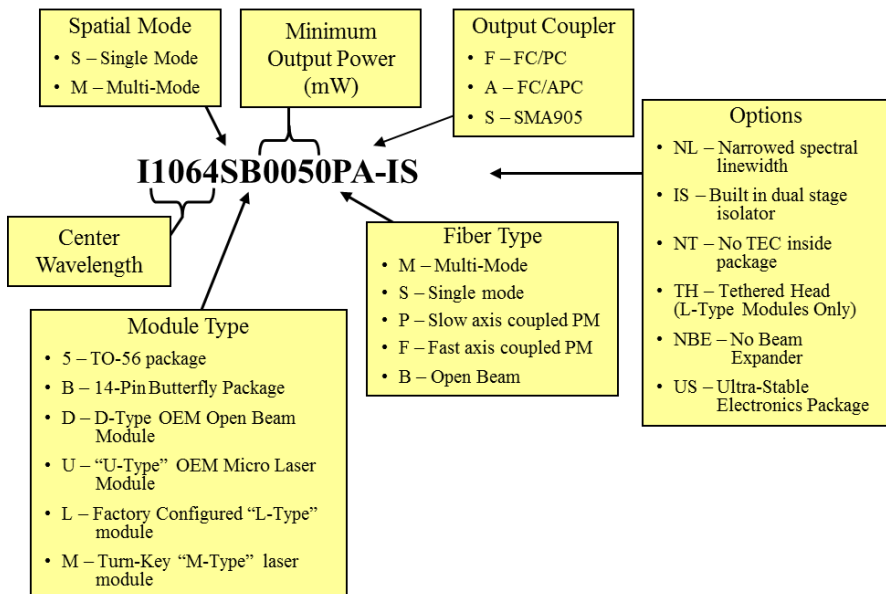 Spatial Mode
• S – Single Mode
• M – Multi-Mode
Minimum
Output Power
(mW)
Output Coupler
• F – FC/PC
• A – FC/APC
• S – SMA905
I1064SB0050PA-IS
Center
Wavelength
Module Type
• 5 – TO-56 package
• B – 14-Pin Butterfly Package
• D – D-Type OEM Open Beam
Module
• U – “U-Type” OEM Micro Laser
Module
• L – Factory Configured “L-Type”
module
• M – Turn-Key “M-Type” laser
module
Fiber Type
• M – Multi-Mode
• S – Single mode
• P – Slow axis coupled PM
• F – Fast axis coupled PM
• B – Open Beam
Options
• NL – Narrowed spectral
linewidth
• IS – Built in dual stage
isolator
• NT – No TEC inside
package
• TH – Tethered Head
(L-Type Modules Only)
• NBE – No Beam
Expander
• US – Ultra-Stable
Electronics Package